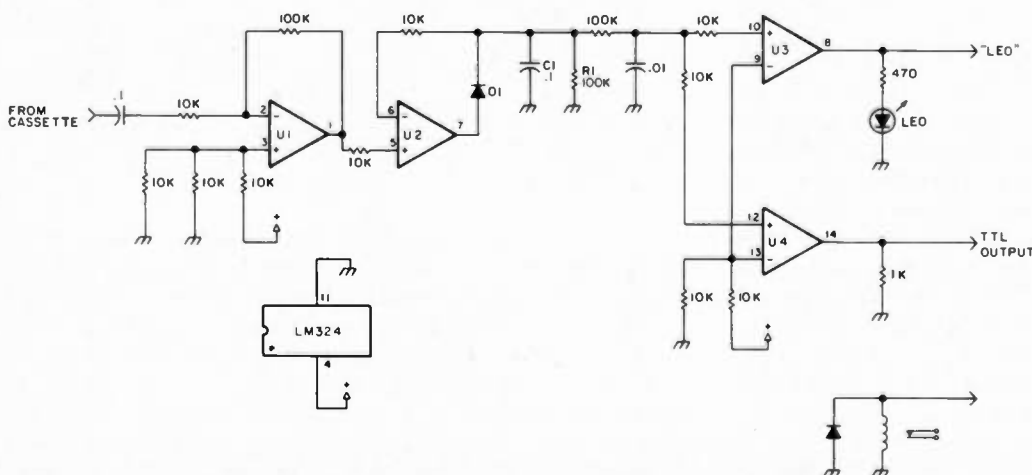 100K
10K
100K
10K
10
8
"LED"
U3
9
C1
.1
R1
100K
.01
10K
470
FROM
CASSETTE
.1
10K
2
U1
1
3
6
U2
7
5
D1
LED
10K
10K
10K
10K
+
12
14
TTL
OUTPUT
U4
13
1K
10K
10K
+
11
LM324
4
+